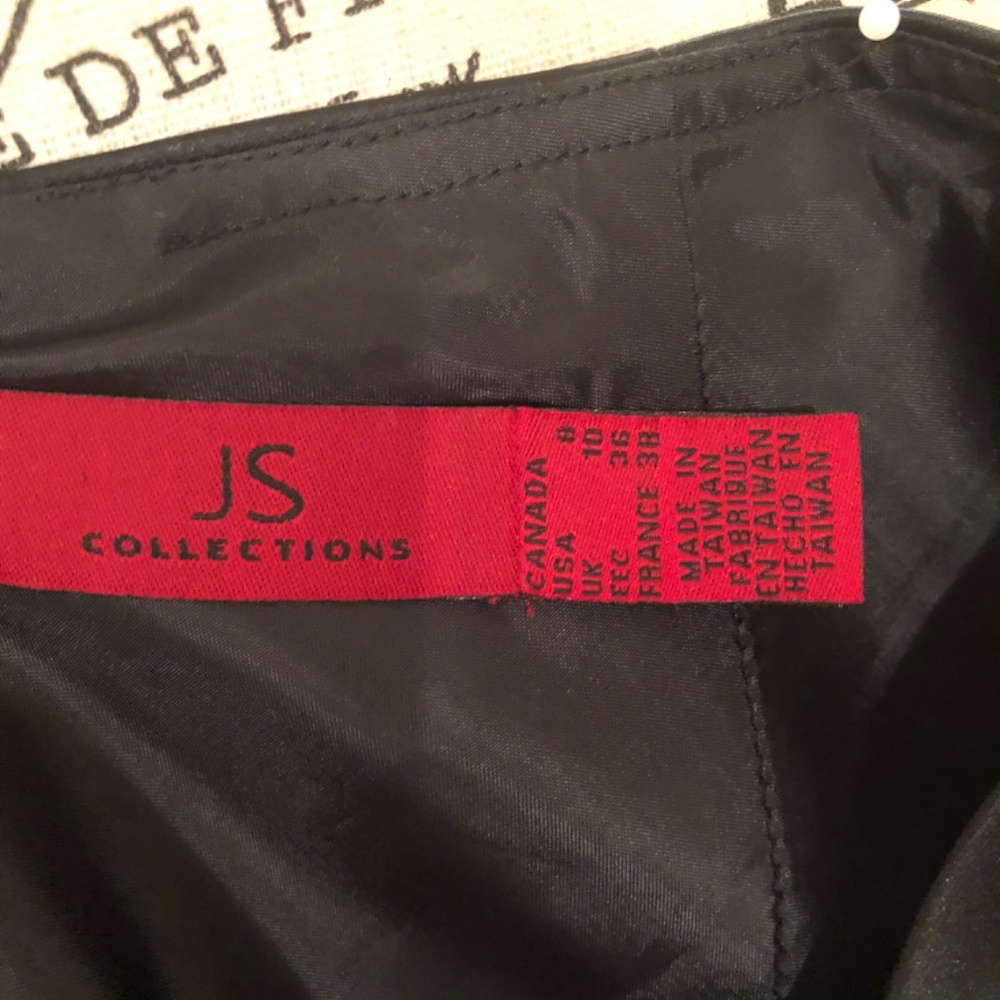 DE F
JS
COLLECTIONS
CANADA
USA 8
UK 10
EEC 36
FRANCE 38
MADE IN
TAIWAN
FABRIQUE
EN TAIWAN
HECHO EN
TAIWAN